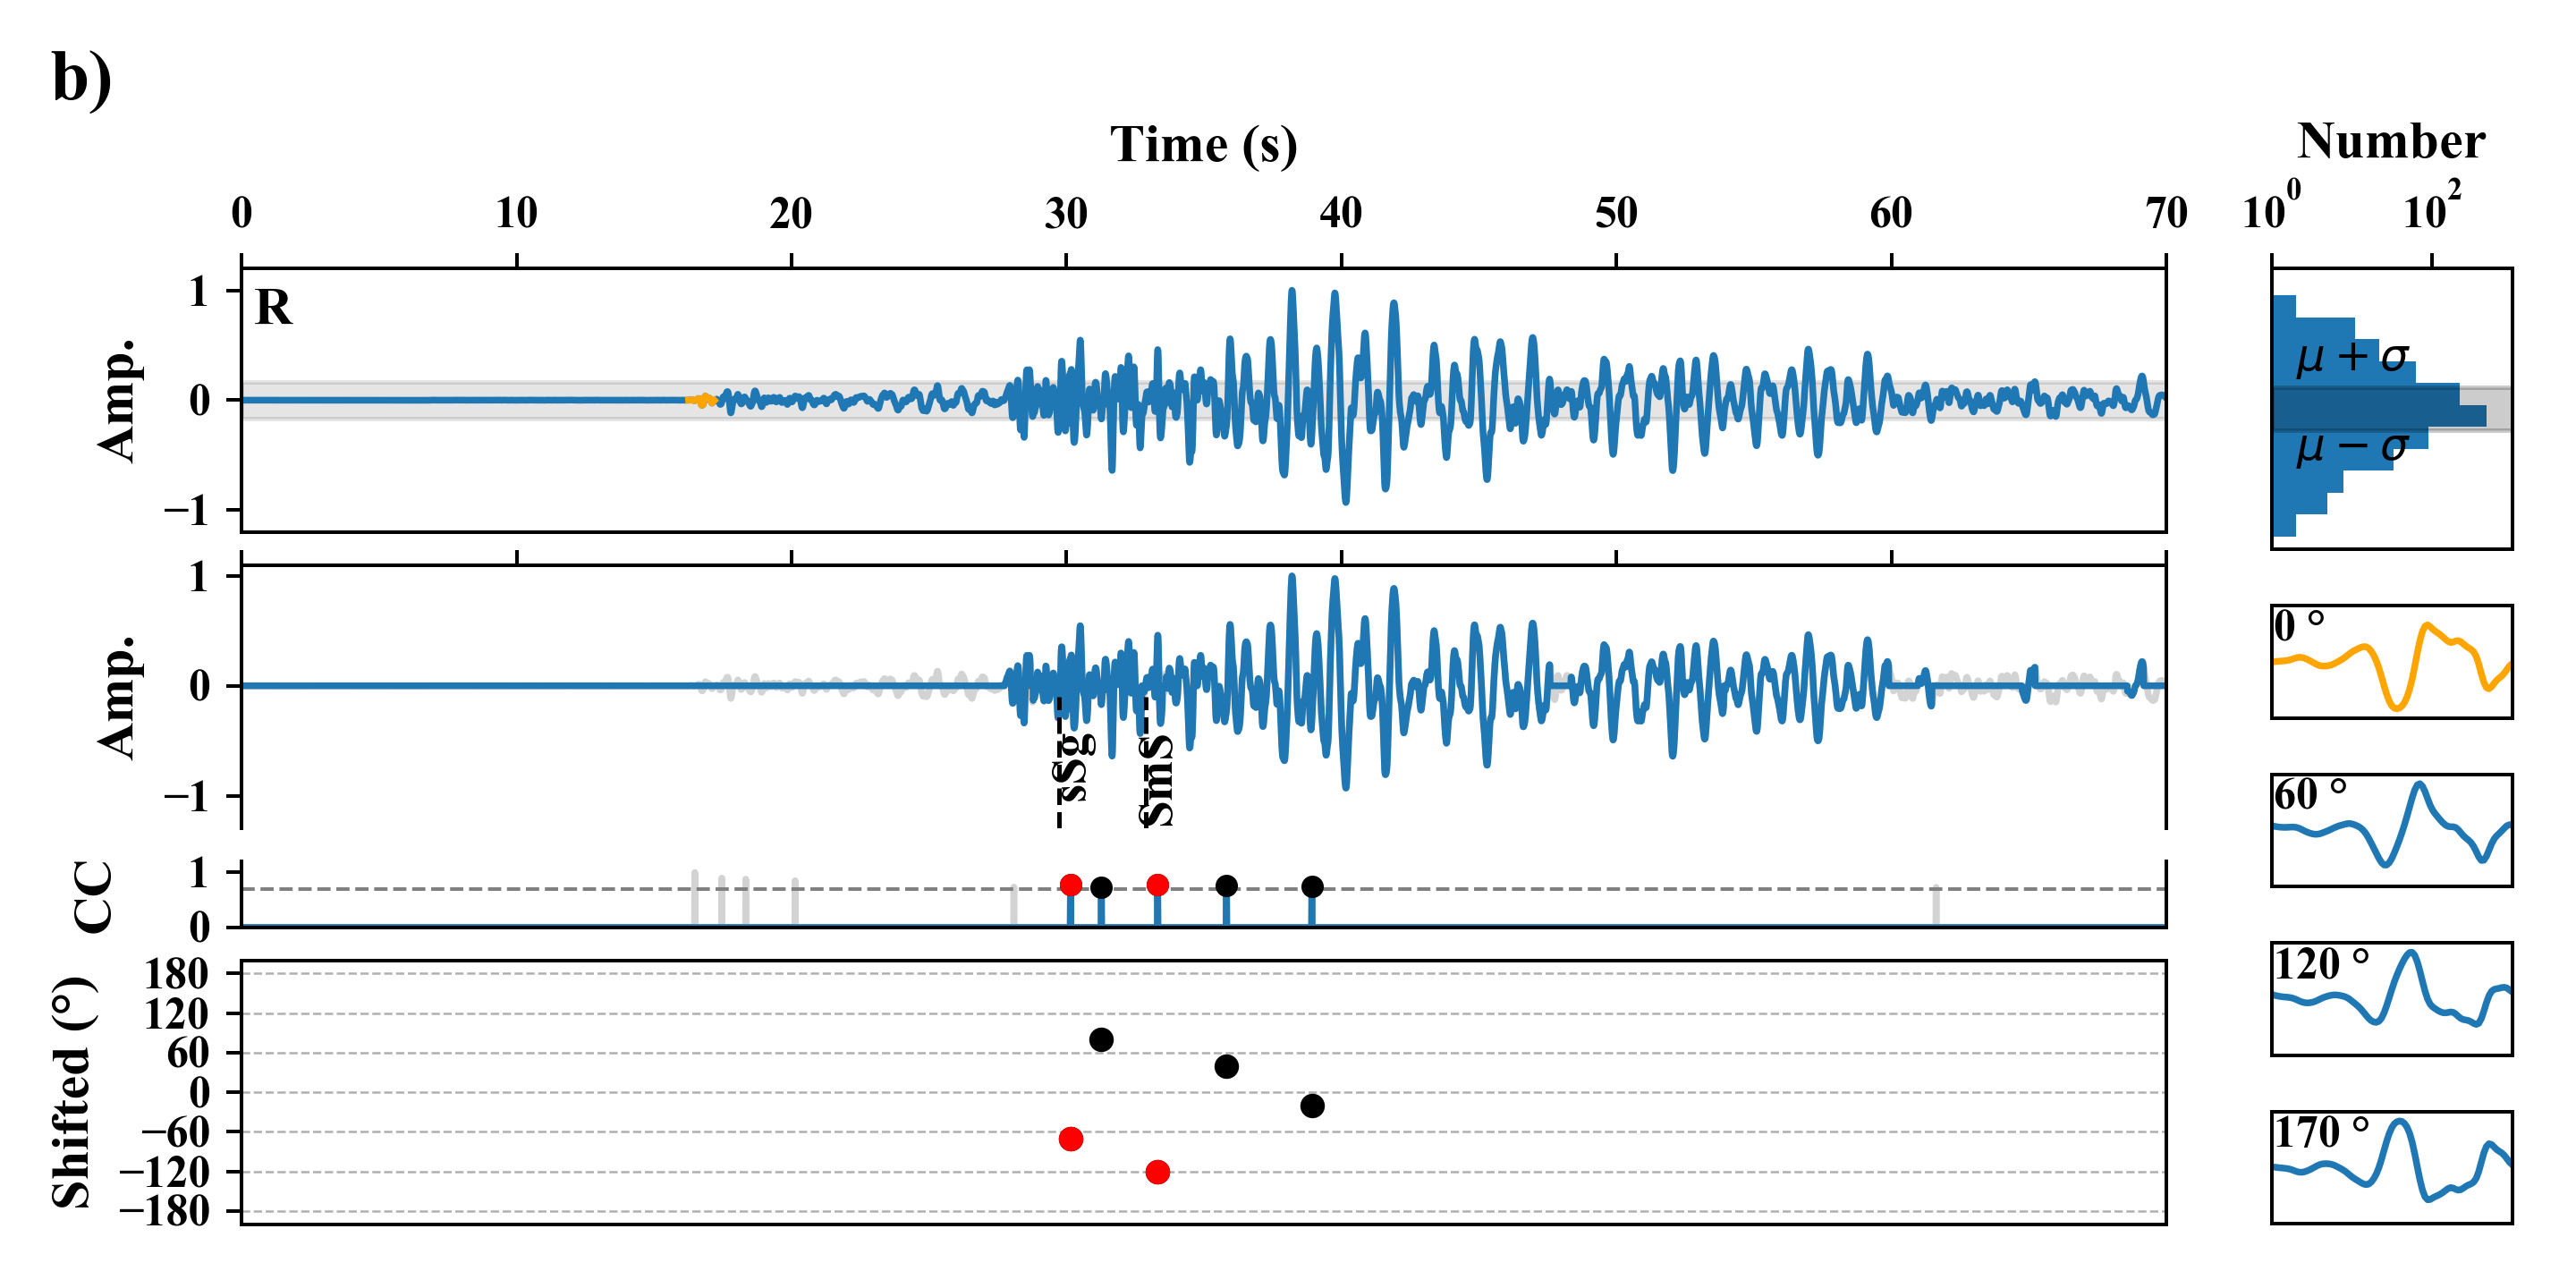 b)
Time (s)
Number
0 10 20 30 40 50 60 70
10^0 10^2
R
1
0
−1
Amp.
μ + σ
μ − σ
1
0
−1
Amp.
sSg
SmS
0 °
60 °
120 °
170 °
1
0
CC
180
120
60
0
−60
−120
−180
Shifted (°)